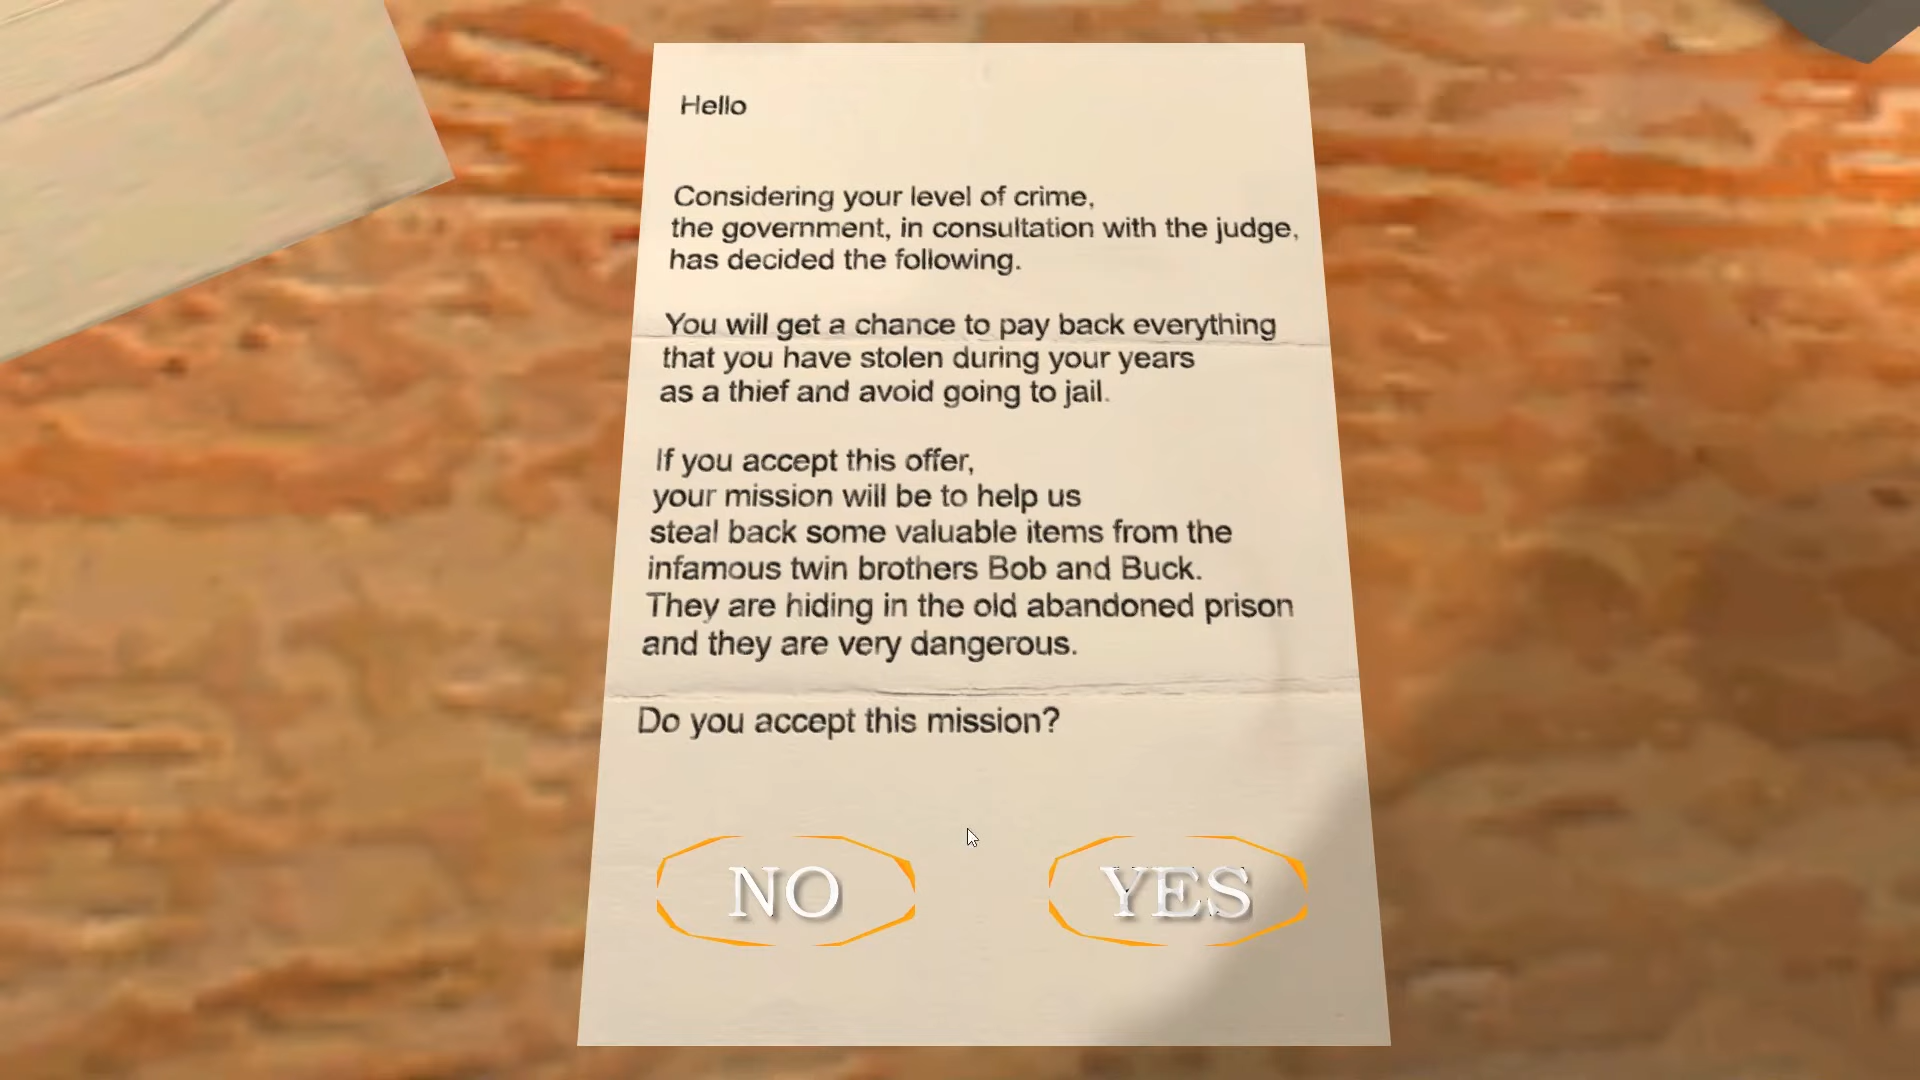 Hello
Considering your level of crime,
the government, in consultation with the judge,
has decided the following.
You will get a chance to pay back everything
that you have stolen during your years
as a thief and avoid going to jail.
If you accept this offer,
your mission will be to help us
steal back some valuable items from the
infamous twin brothers Bob and Buck.
They are hiding in the old abandoned prison
and they are very dangerous.
Do you accept this mission?
NO
YES